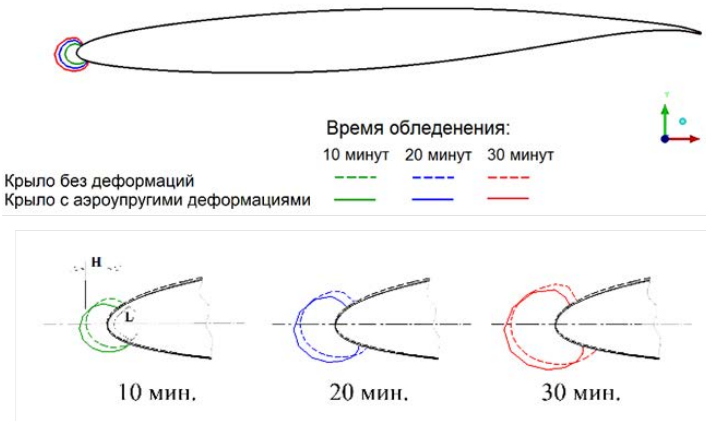 Время обледенения:
10 минут 20 минут 30 минут
Крыло без деформаций
Крыло с аэроупругими деформациями
Y
H
L
10 мин. 20 мин. 30 мин.